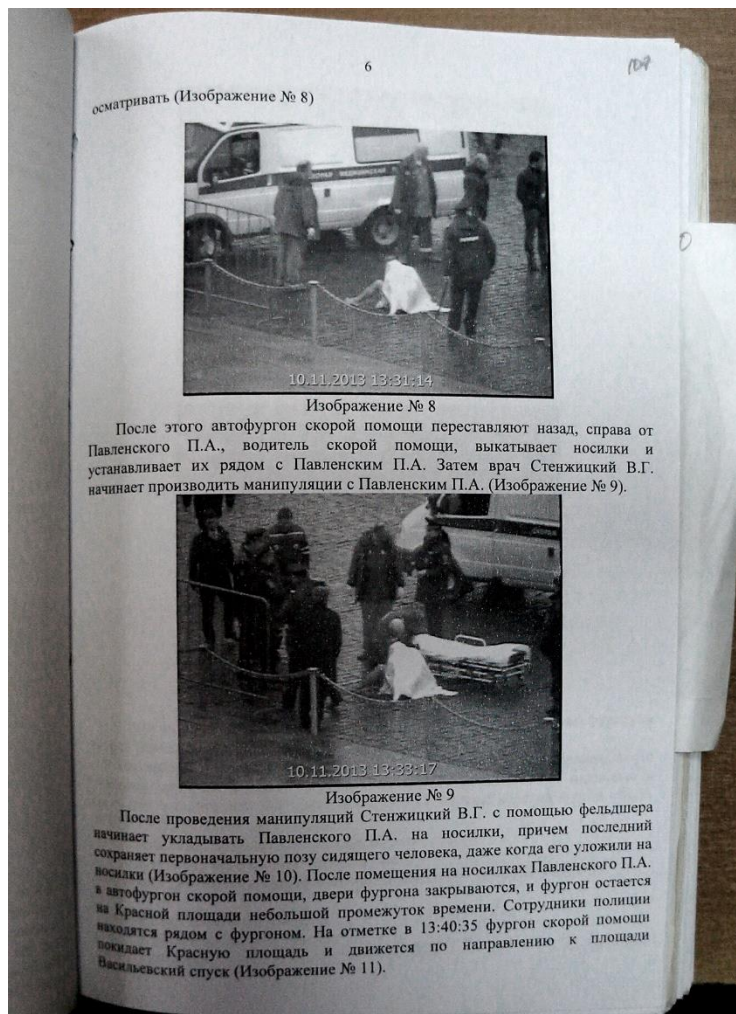 6
108
осматривать (Изображение № 8)
СКОРАЯ МЕДИЦИНСКАЯ
10.11.2013 13:31:14
Изображение № 8
После этого автофургон скорой помощи переставляют назад, справа от
Павленского П.А., водитель скорой помощи, выкатывает носилки и
устанавливает их рядом с Павленским П.А. Затем врач Стенжицкий В.Г.
начинает производить манипуляции с Павленским П.А. (Изображение № 9).
СКОРАЯ
10.11.2013 13:33:17
Изображение № 9
После проведения манипуляций Стенжицкий В.Г. с помощью фельдшера
начинает укладывать Павленского П.А. на носилки, причем последний
сохраняет первоначальную позу сидящего человека, даже когда его уложили на
носилки (Изображение № 10). После помещения на носилках Павленского П.А.
в автофургон скорой помощи, двери фургона закрываются, и фургон остается
на Красной площади небольшой промежуток времени. Сотрудники полиции
находятся рядом с фургоном. На отметке в 13:40:35 фургон скорой помощи
покидает Красную площадь и движется по направлению к площади
Васильевский спуск (Изображение № 11).